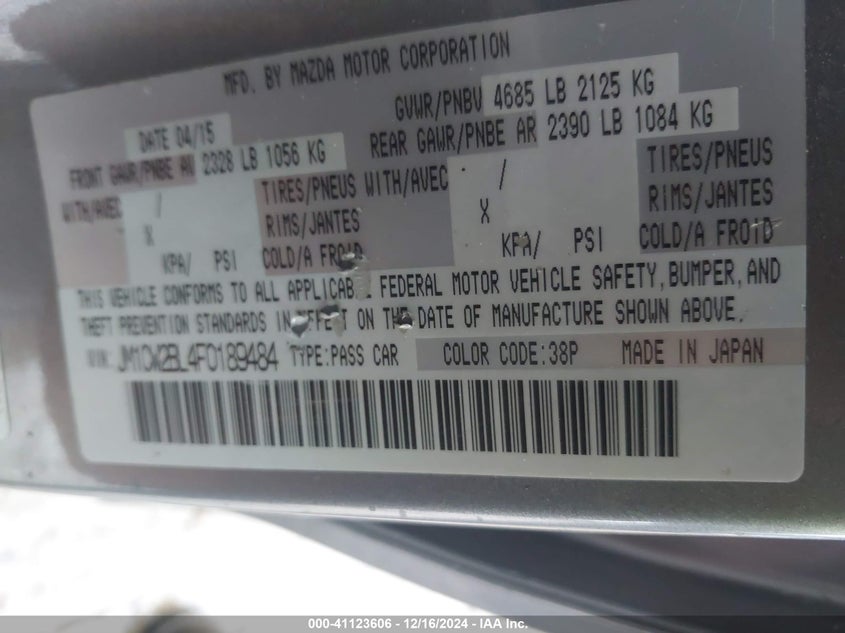 MFD. BY MAZDA MOTOR CORPORATION
DATE 04/15 GVWR/PNBV 4685 LB 2125 KG
FRONT GAWR/PNBE AV 2328 LB 1056 KG REAR GAWR/PNBE AR 2390 LB 1084 KG
WITH/AVEC / TIRES/PNEUS WITH/AVEC / TIRES/PNEUS
X RIMS/JANTES X RIMS/JANTES
KPA/ PSI COLD/A FROID KPA/ PSI COLD/A FROID
THIS VEHICLE CONFORMS TO ALL APPLICABLE FEDERAL MOTOR VEHICLE SAFETY, BUMPER, AND
THEFT PREVENTION STANDARDS IN EFFECT ON THE DATE OF MANUFACTURE SHOWN ABOVE.
VIN: JM1CW2BL4F0189484 TYPE:PASS CAR COLOR CODE:38P MADE IN JAPAN
000-41123606 - 12/16/2024 - IAA Inc.